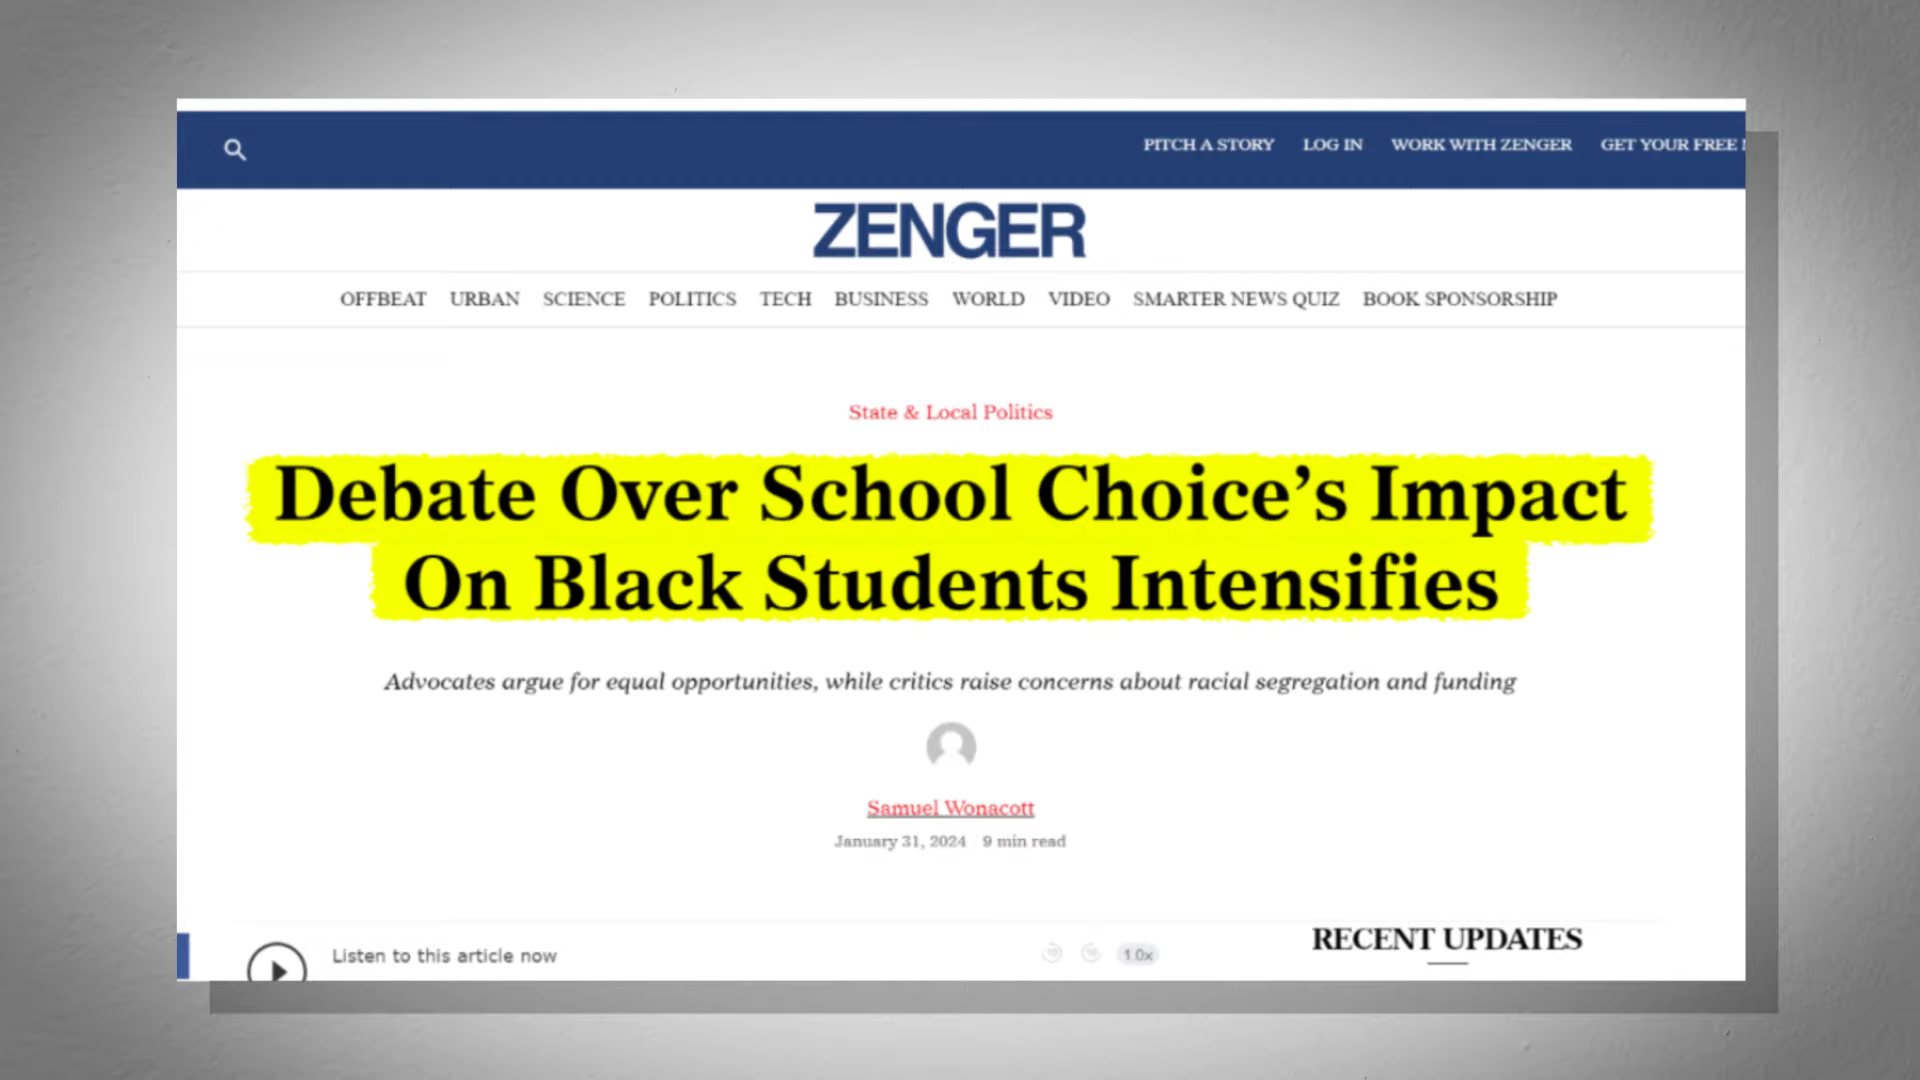 PITCH A STORY LOG IN WORK WITH ZENGER GET YOUR FREE
ZENGER
OFFBEAT URBAN SCIENCE POLITICS TECH BUSINESS WORLD VIDEO SMARTER NEWS QUIZ BOOK SPONSORSHIP
State & Local Politics
Debate Over School Choice’s Impact
On Black Students Intensifies
Advocates argue for equal opportunities, while critics raise concerns about racial segregation and funding
Samuel Wonacott
January 31, 2024 9 min read
Listen to this article now 1.0x
RECENT UPDATES